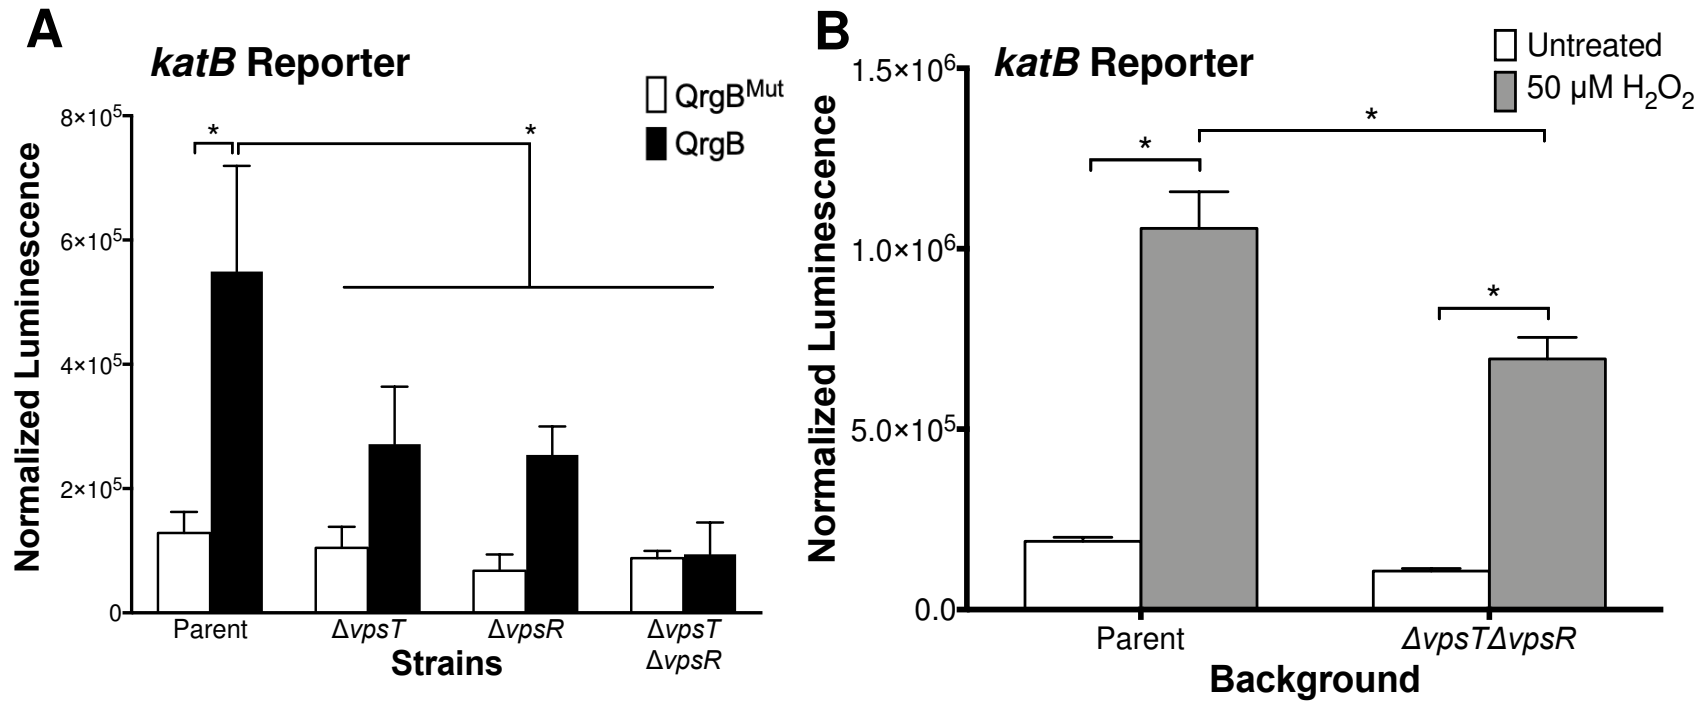 A
katB Reporter
QrgB^Mut
QrgB
Normalized Luminescence
8×10^5
6×10^5
4×10^5
2×10^5
0
*
*
Parent
ΔvpsT
ΔvpsR
ΔvpsT
ΔvpsR
Strains
B
katB Reporter
Untreated
50 µM H₂O₂
Normalized Luminescence
1.5×10^6
1.0×10^6
5.0×10^5
0.0
*
*
*
Parent
ΔvpsTΔvpsR
Background